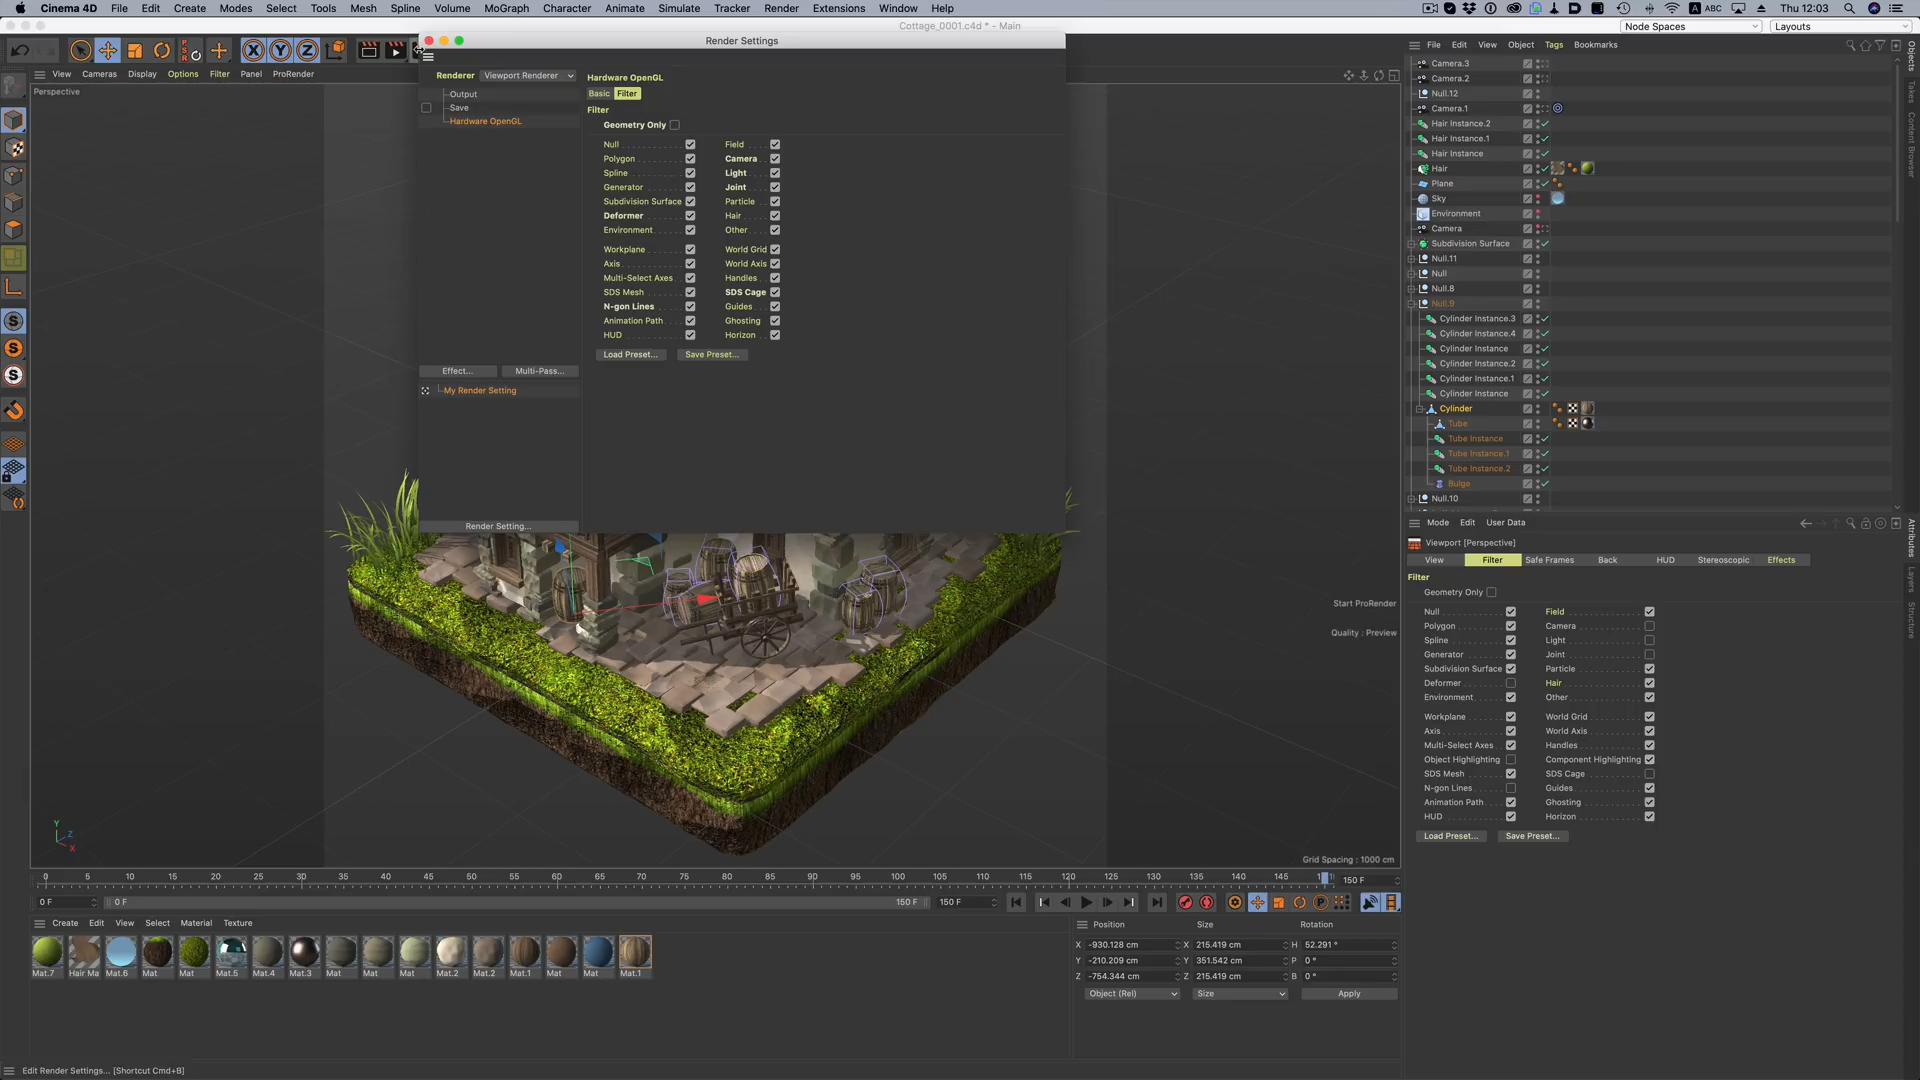 Cinema 4D File Edit Create Modes Select Tools Mesh Spline Volume MoGraph Character Animate Simulate Tracker Render Extensions Window Help
ABC Thu 12:03
Cottage_0001.c4d * - Main
Node Spaces Layouts
Render Settings
View Cameras Display Options Filter Panel ProRender
Perspective
Renderer Viewport Renderer
Output
Save
Hardware OpenGL
Hardware OpenGL
Basic Filter
Filter
Geometry Only
Null Field
Polygon Camera
Spline Light
Generator Joint
Subdivision Surface Particle
Deformer Hair
Environment Other
Workplane World Grid
Axis World Axis
Multi-Select Axes Handles
SDS Mesh SDS Cage
N-gon Lines Guides
Animation Path Ghosting
HUD Horizon
Load Preset... Save Preset...
Effect... Multi-Pass...
My Render Setting
Render Setting...
Start ProRender
Quality : Preview
Grid Spacing : 1000 cm
Y
Z
X
File Edit View Object Tags Bookmarks
Camera.3
Camera.2
Null.12
Camera.1
Hair Instance.2
Hair Instance.1
Hair Instance
Hair
Plane
Sky
Environment
Camera
Subdivision Surface
Null.11
Null
Null.8
Null.9
Cylinder Instance.3
Cylinder Instance.4
Cylinder Instance
Cylinder Instance.2
Cylinder Instance.1
Cylinder Instance
Cylinder
Tube
Tube Instance
Tube Instance.1
Tube Instance.2
Bulge
Null.10
Objects
Takes
Content Browser
Mode Edit User Data
Viewport [Perspective]
View Filter Safe Frames Back HUD Stereoscopic Effects
Filter
Geometry Only
Null Field
Polygon Camera
Spline Light
Generator Joint
Subdivision Surface Particle
Deformer Hair
Environment Other
Workplane World Grid
Axis World Axis
Multi-Select Axes Handles
Object Highlighting Component Highlighting
SDS Mesh SDS Cage
N-gon Lines Guides
Animation Path Ghosting
HUD Horizon
Load Preset... Save Preset...
Attributes
Layers
Structure
0 5 10 15 20 25 30 35 40 45 50 55 60 65 70 75 80 85 90 95 100 105 110 115 120 125 130 135 140 145 150 F
0 F 0 F 150 F 150 F
Create Edit View Select Material Texture
Mat.7 Hair Ma Mat.6 Mat Mat Mat.5 Mat.4 Mat.3 Mat Mat Mat Mat.2 Mat.2 Mat.1 Mat Mat Mat.1
Position Size Rotation
X -930.128 cm X 215.419 cm H 52.291 °
Y -210.209 cm Y 351.542 cm P 0 °
Z -754.344 cm Z 215.419 cm B 0 °
Object (Rel) Size Apply
Edit Render Settings... [Shortcut Cmd+B]